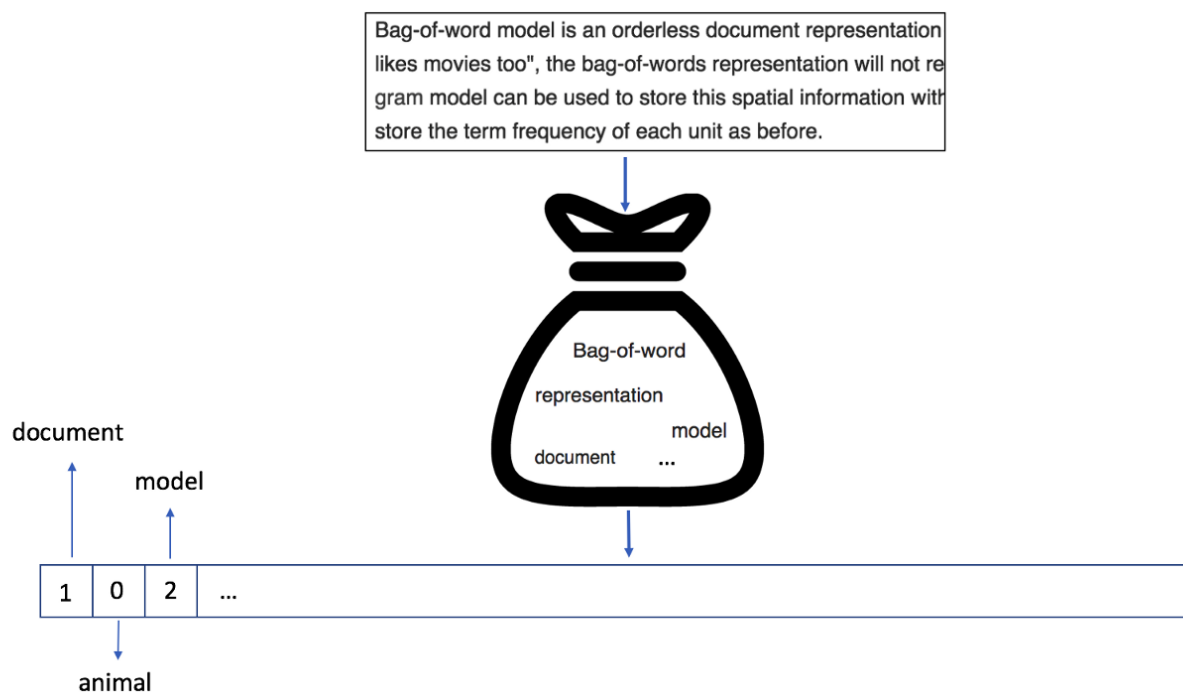 Bag-of-word model is an orderless document representation
likes movies too", the bag-of-words representation will not re
gram model can be used to store this spatial information with
store the term frequency of each unit as before.
Bag-of-word
representation
model
document ...
document
model
1 0 2 ...
animal